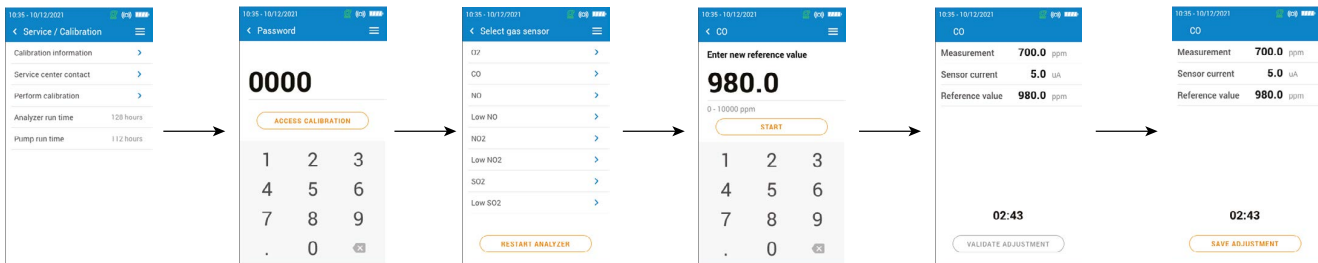 10:35 - 10/12/2021
Service / Calibration
Calibration information
Service center contact
Perform calibration
Analyzer run time 128 hours
Pump run time 112 hours
10:35 - 10/12/2021
Password
0000
ACCESS CALIBRATION
1 2 3
4 5 6
7 8 9
. 0
10:35 - 10/12/2021
Select gas sensor
O2
CO
NO
Low NO
NO2
Low NO2
SO2
Low SO2
RESTART ANALYZER
10:35 - 10/12/2021
CO
Enter new reference value
980.0
0 - 10000 ppm
START
1 2 3
4 5 6
7 8 9
. 0
10:35 - 10/12/2021
CO
Measurement 700.0 ppm
Sensor current 5.0 uA
Reference value 980.0 ppm
02:43
VALIDATE ADJUSTMENT
10:35 - 10/12/2021
CO
Measurement 700.0 ppm
Sensor current 5.0 uA
Reference value 980.0 ppm
02:43
SAVE ADJUSTMENT